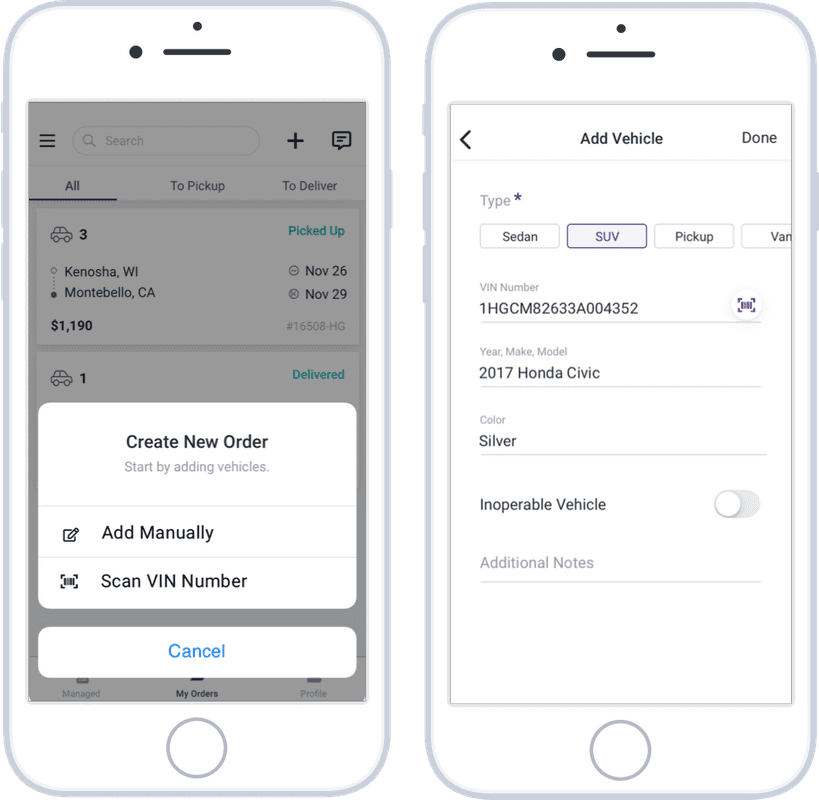 Search
All To Pickup To Deliver
3 Picked Up
Kenosha, WI Nov 26
Montebello, CA Nov 29
$1,190 #16508-HG
1 Delivered
Create New Order
Start by adding vehicles.
Add Manually
Scan VIN Number
Cancel
Managed My Orders Profile
Add Vehicle Done
Type *
Sedan SUV Pickup Van
VIN Number
1HGCM82633A004352
Year, Make, Model
2017 Honda Civic
Color
Silver
Inoperable Vehicle
Additional Notes